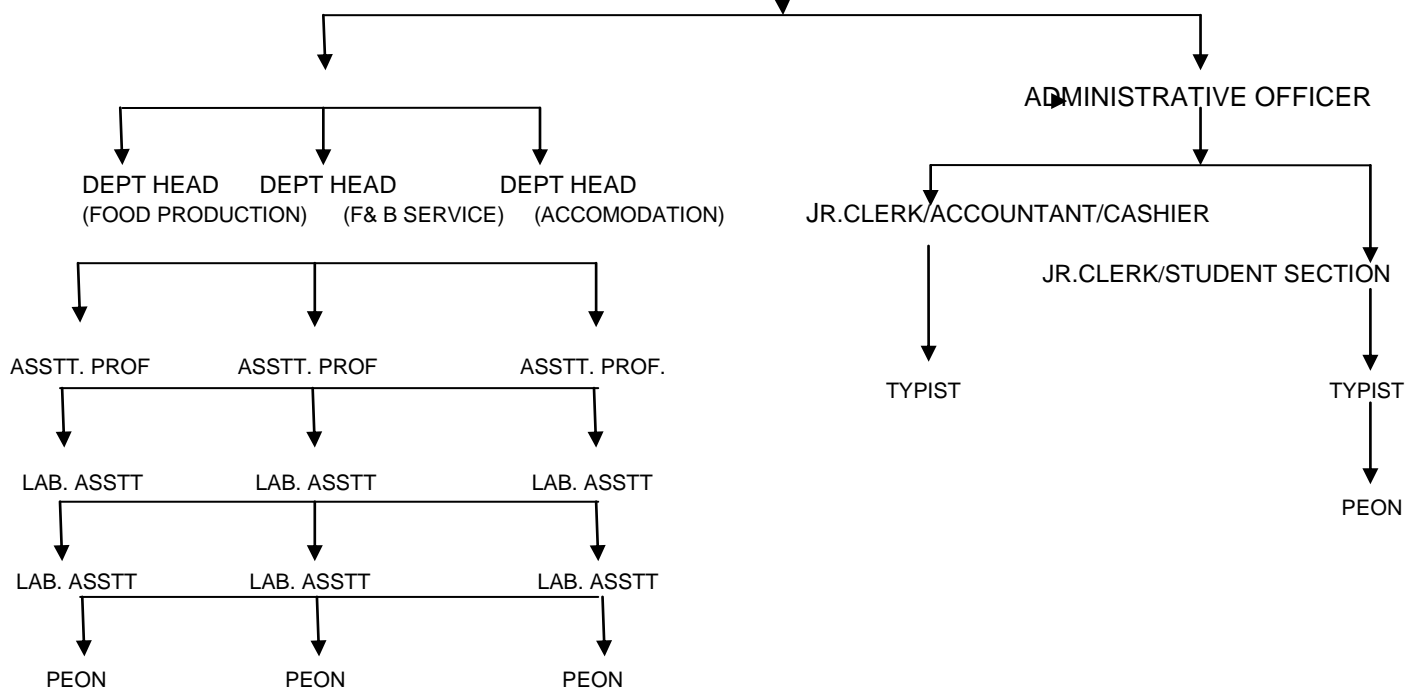 ADMINISTRATIVE OFFICER
DEPT HEAD DEPT HEAD DEPT HEAD
(FOOD PRODUCTION) (F& B SERVICE) (ACCOMODATION)
JR.CLERK/ACCOUNTANT/CASHIER
JR.CLERK/STUDENT SECTION
ASSTT. PROF ASSTT. PROF ASSTT. PROF.
TYPIST TYPIST
LAB. ASSTT LAB. ASSTT LAB. ASSTT
PEON
LAB. ASSTT LAB. ASSTT LAB. ASSTT
PEON PEON PEON